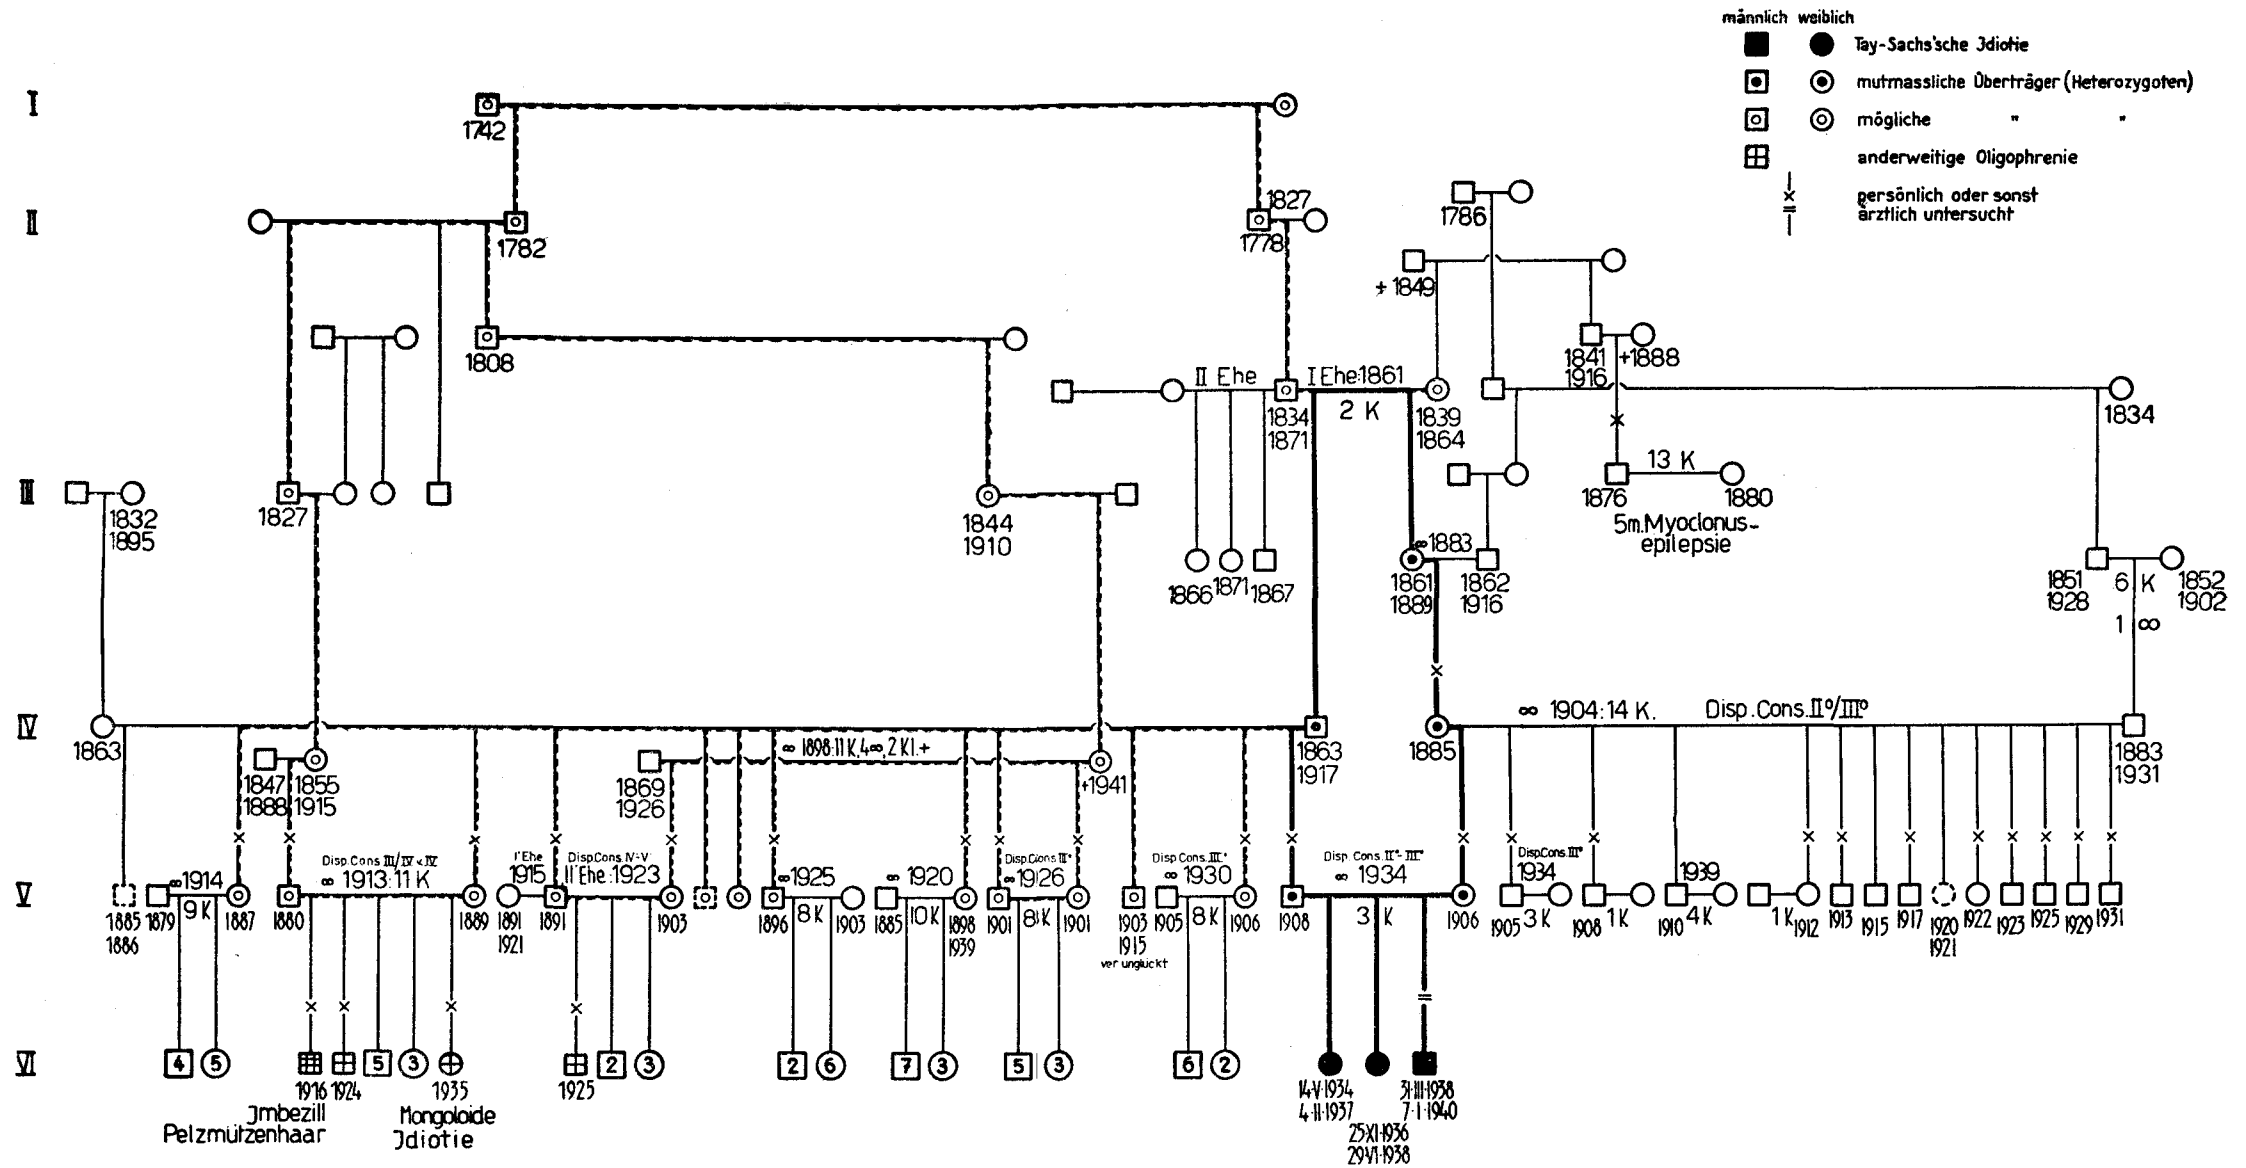 männlich weiblich
Tay-Sachs'sche Jdiotie
mutmassliche Überträger (Heterozygoten)
mögliche " "
anderweitige Oligophrenie
persönlich oder sonst
ärztlich untersucht
I
1742
II
1782
1827
1778
1786
+ 1849
1808
1841 +1888
1916
II Ehe
I Ehe:1861
2 K
1834
1871
1839
1864
1834
III
1832
1895
1827
1844
1910
13 K
1876
1880
5m.Myoclonus-
epilepsie
1866
1871
1867
∞1883
1861
1889
1862
1916
1851
1928
6 K
1852
1902
1 ∞
IV
1863
1847
1888
1855
1915
∞ 1898:11 K,4∞,2 Kl.+
1869
1926
+1941
1863
1917
1885
∞ 1904:14 K.
Disp.Cons.II°/III°
1883
1931
V
1885
1886
∞1914
1879
9 K
1887
Disp.Cons III/IV < IV
∞ 1913:11 K
1880
1889
I'Ehe
1915
Disp.Cons. IV-V
II'Ehe:1923
1891
1921
1891
1903
∞1925
1896
8 K
1903
∞ 1920
1885
10 K
1898
1939
Disp.Cons III°
∞1926
1901
8 K
1901
1903
1915
verunglückt
Disp.Cons.III°
∞ 1930
1905
8 K
1906
Disp. Cons.II°-III°
∞ 1934
1908
3 K
1906
Disp.Cons.III°
1934
1905
3 K
1908
1 K
1939
1910
4 K
1 K
1912
1913
1915
1917
1920
1921
1922
1923
1925
1929
1931
VI
4
5
1916
1924
5
3
1935
Jmbezill
Pelzmützenhaar
Mongoloide
Jdiotie
1925
2
3
2
6
7
3
5
3
6
2
14·V·1934
4·II·1937
25·XI·1936
29·VI·1938
31·III·1938
7·I·1940